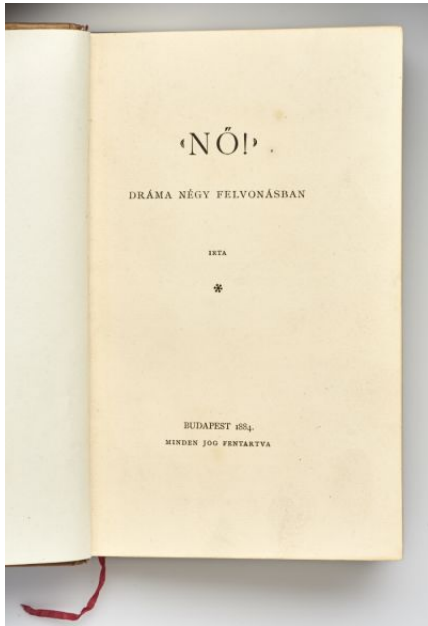 ‹NŐ!›
DRÁMA NÉGY FELVONÁSBAN
IRTA
*
BUDAPEST 1884.
MINDEN JOG FENTARTVA